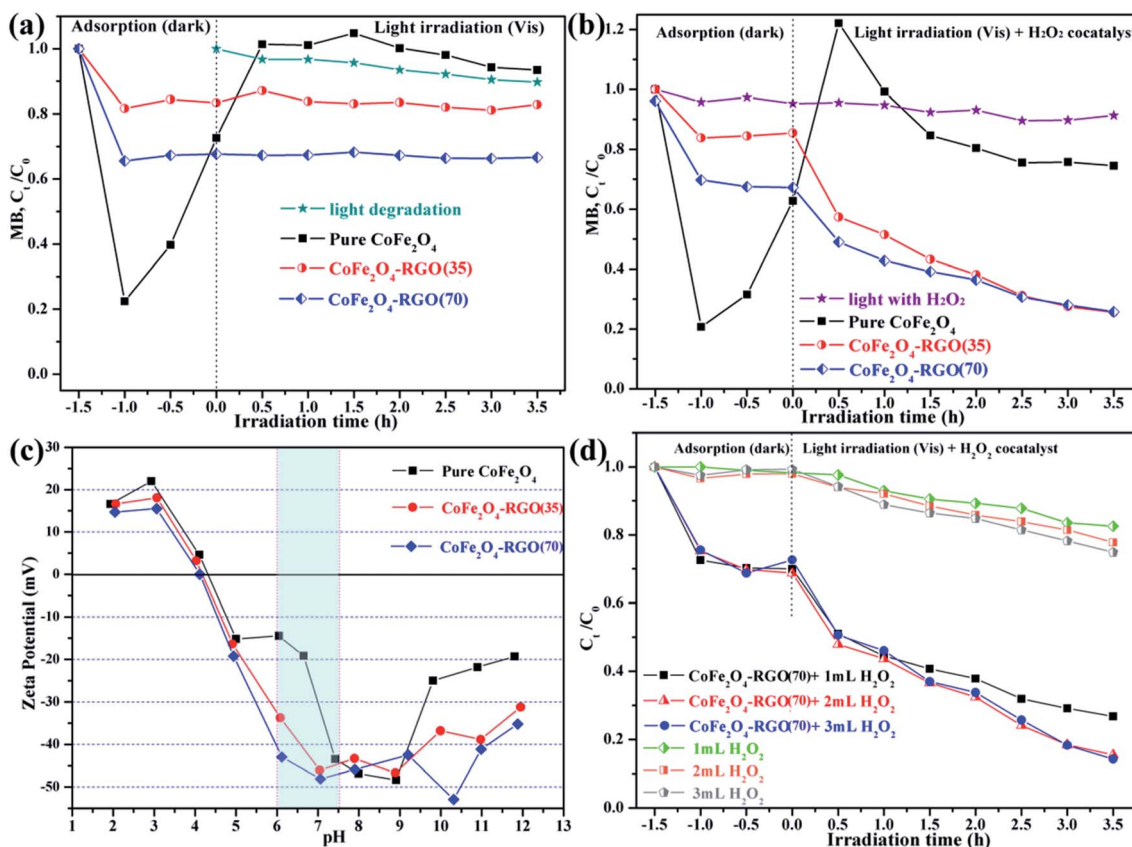 (a)
Adsorption (dark)
Light irradiation (Vis)
MB, Cₜ/C₀
1.0
0.8
0.6
0.4
0.2
0.0
light degradation
Pure CoFe₂O₄
CoFe₂O₄-RGO(35)
CoFe₂O₄-RGO(70)
-1.5 -1.0 -0.5 0.0 0.5 1.0 1.5 2.0 2.5 3.0 3.5
Irradiation time (h)
(b)
Adsorption (dark)
Light irradiation (Vis) + H₂O₂ cocatalyst
MB, Cₜ/C₀
1.2
1.0
0.8
0.6
0.4
0.2
0.0
light with H₂O₂
Pure CoFe₂O₄
CoFe₂O₄-RGO(35)
CoFe₂O₄-RGO(70)
-1.5 -1.0 -0.5 0.0 0.5 1.0 1.5 2.0 2.5 3.0 3.5
Irradiation time (h)
(c)
Zeta Potential (mV)
30
20
10
0
-10
-20
-30
-40
-50
Pure CoFe₂O₄
CoFe₂O₄-RGO(35)
CoFe₂O₄-RGO(70)
1 2 3 4 5 6 7 8 9 10 11 12 13
pH
(d)
Adsorption (dark)
Light irradiation (Vis) + H₂O₂ cocatalyst
Cₜ/C₀
1.0
0.8
0.6
0.4
0.2
0.0
CoFe₂O₄-RGO(70)+ 1mL H₂O₂
CoFe₂O₄-RGO(70)+ 2mL H₂O₂
CoFe₂O₄-RGO(70)+ 3mL H₂O₂
1mL H₂O₂
2mL H₂O₂
3mL H₂O₂
-1.5 -1.0 -0.5 0.0 0.5 1.0 1.5 2.0 2.5 3.0 3.5
Irradiation time (h)